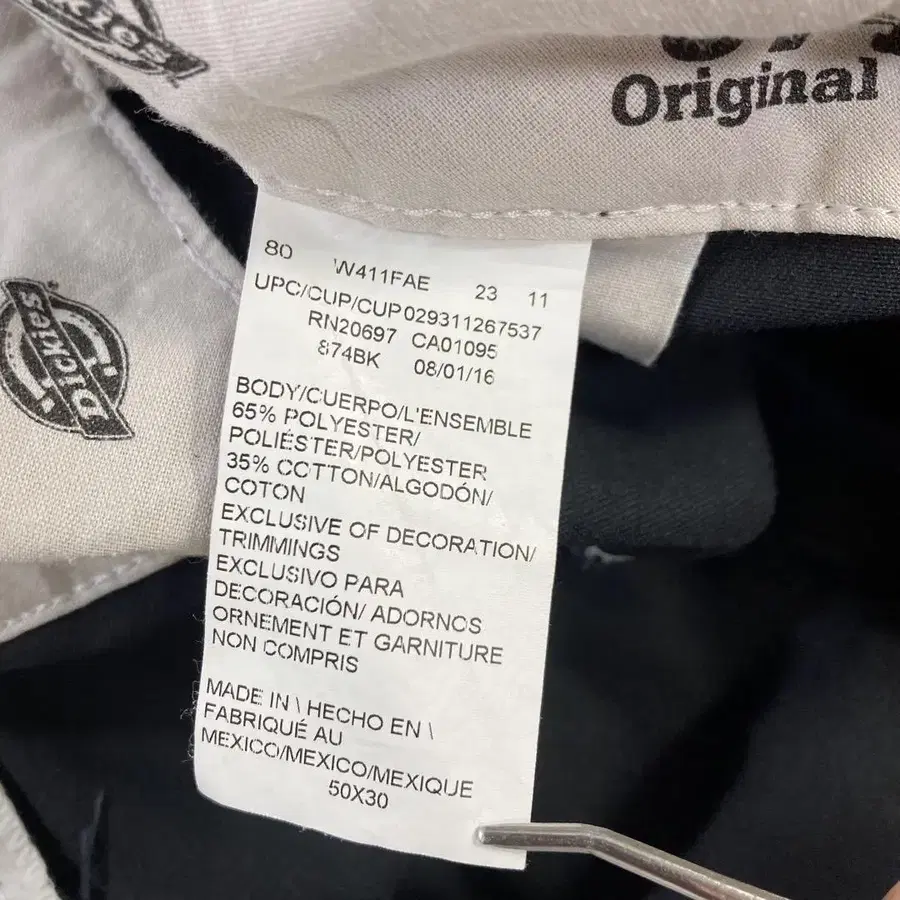 Original
DICKIES
80 W411FAE 23 11
UPC/CUP/CUP 029311267537
RN20697 CA01095
874BK 08/01/16
BODY/CUERPO/L'ENSEMBLE
65% POLYESTER/
POLIÉSTER/POLYESTER
35% COTTON/ALGODÓN/
COTON
EXCLUSIVE OF DECORATION/
TRIMMINGS
EXCLUSIVO PARA
DECORACIÓN/ ADORNOS
ORNEMENT ET GARNITURE
NON COMPRIS
MADE IN \ HECHO EN \
FABRIQUÉ AU
MEXICO/MEXICO/MEXIQUE
50X30